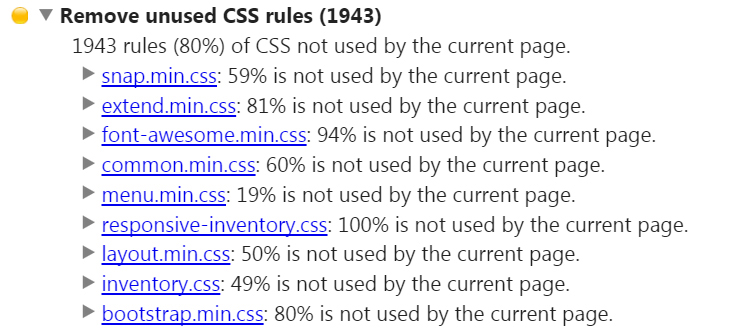 Remove unused CSS rules (1943)
1943 rules (80%) of CSS not used by the current page.
snap.min.css: 59% is not used by the current page.
extend.min.css: 81% is not used by the current page.
font-awesome.min.css: 94% is not used by the current page.
common.min.css: 60% is not used by the current page.
menu.min.css: 19% is not used by the current page.
responsive-inventory.css: 100% is not used by the current page.
layout.min.css: 50% is not used by the current page.
inventory.css: 49% is not used by the current page.
bootstrap.min.css: 80% is not used by the current page.